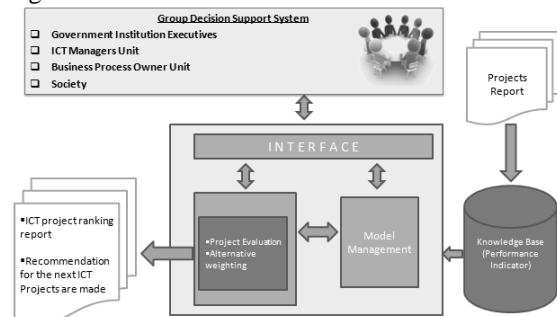 Group Decision Support System
Government Institution Executives
ICT Managers Unit
Business Process Owner Unit
Society
Projects
Report
INTERFACE
▪Project Evaluation
▪Alternative
weighting
Model
Management
Knowledge Base
(Performance
Indicator)
▪ICT project ranking
report
▪Recommendation
for the next ICT
Projects are made